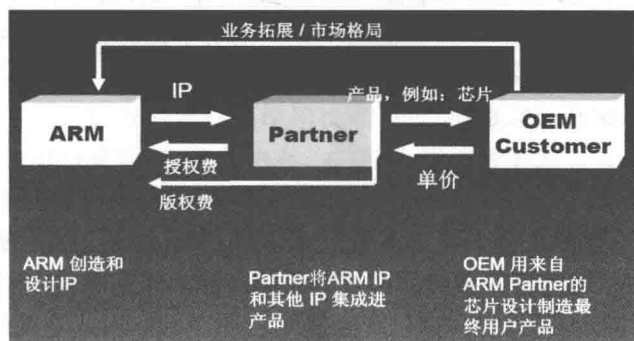 业务拓展 / 市场格局
IP
产品，例如：芯片
ARM
Partner
OEM
Customer
授权费
单价
版权费
ARM 创造和
设计IP
Partner将ARM IP
和其他 IP 集成进
产品
OEM 用来自
ARM Partner的
芯片设计制造最
终用户产品